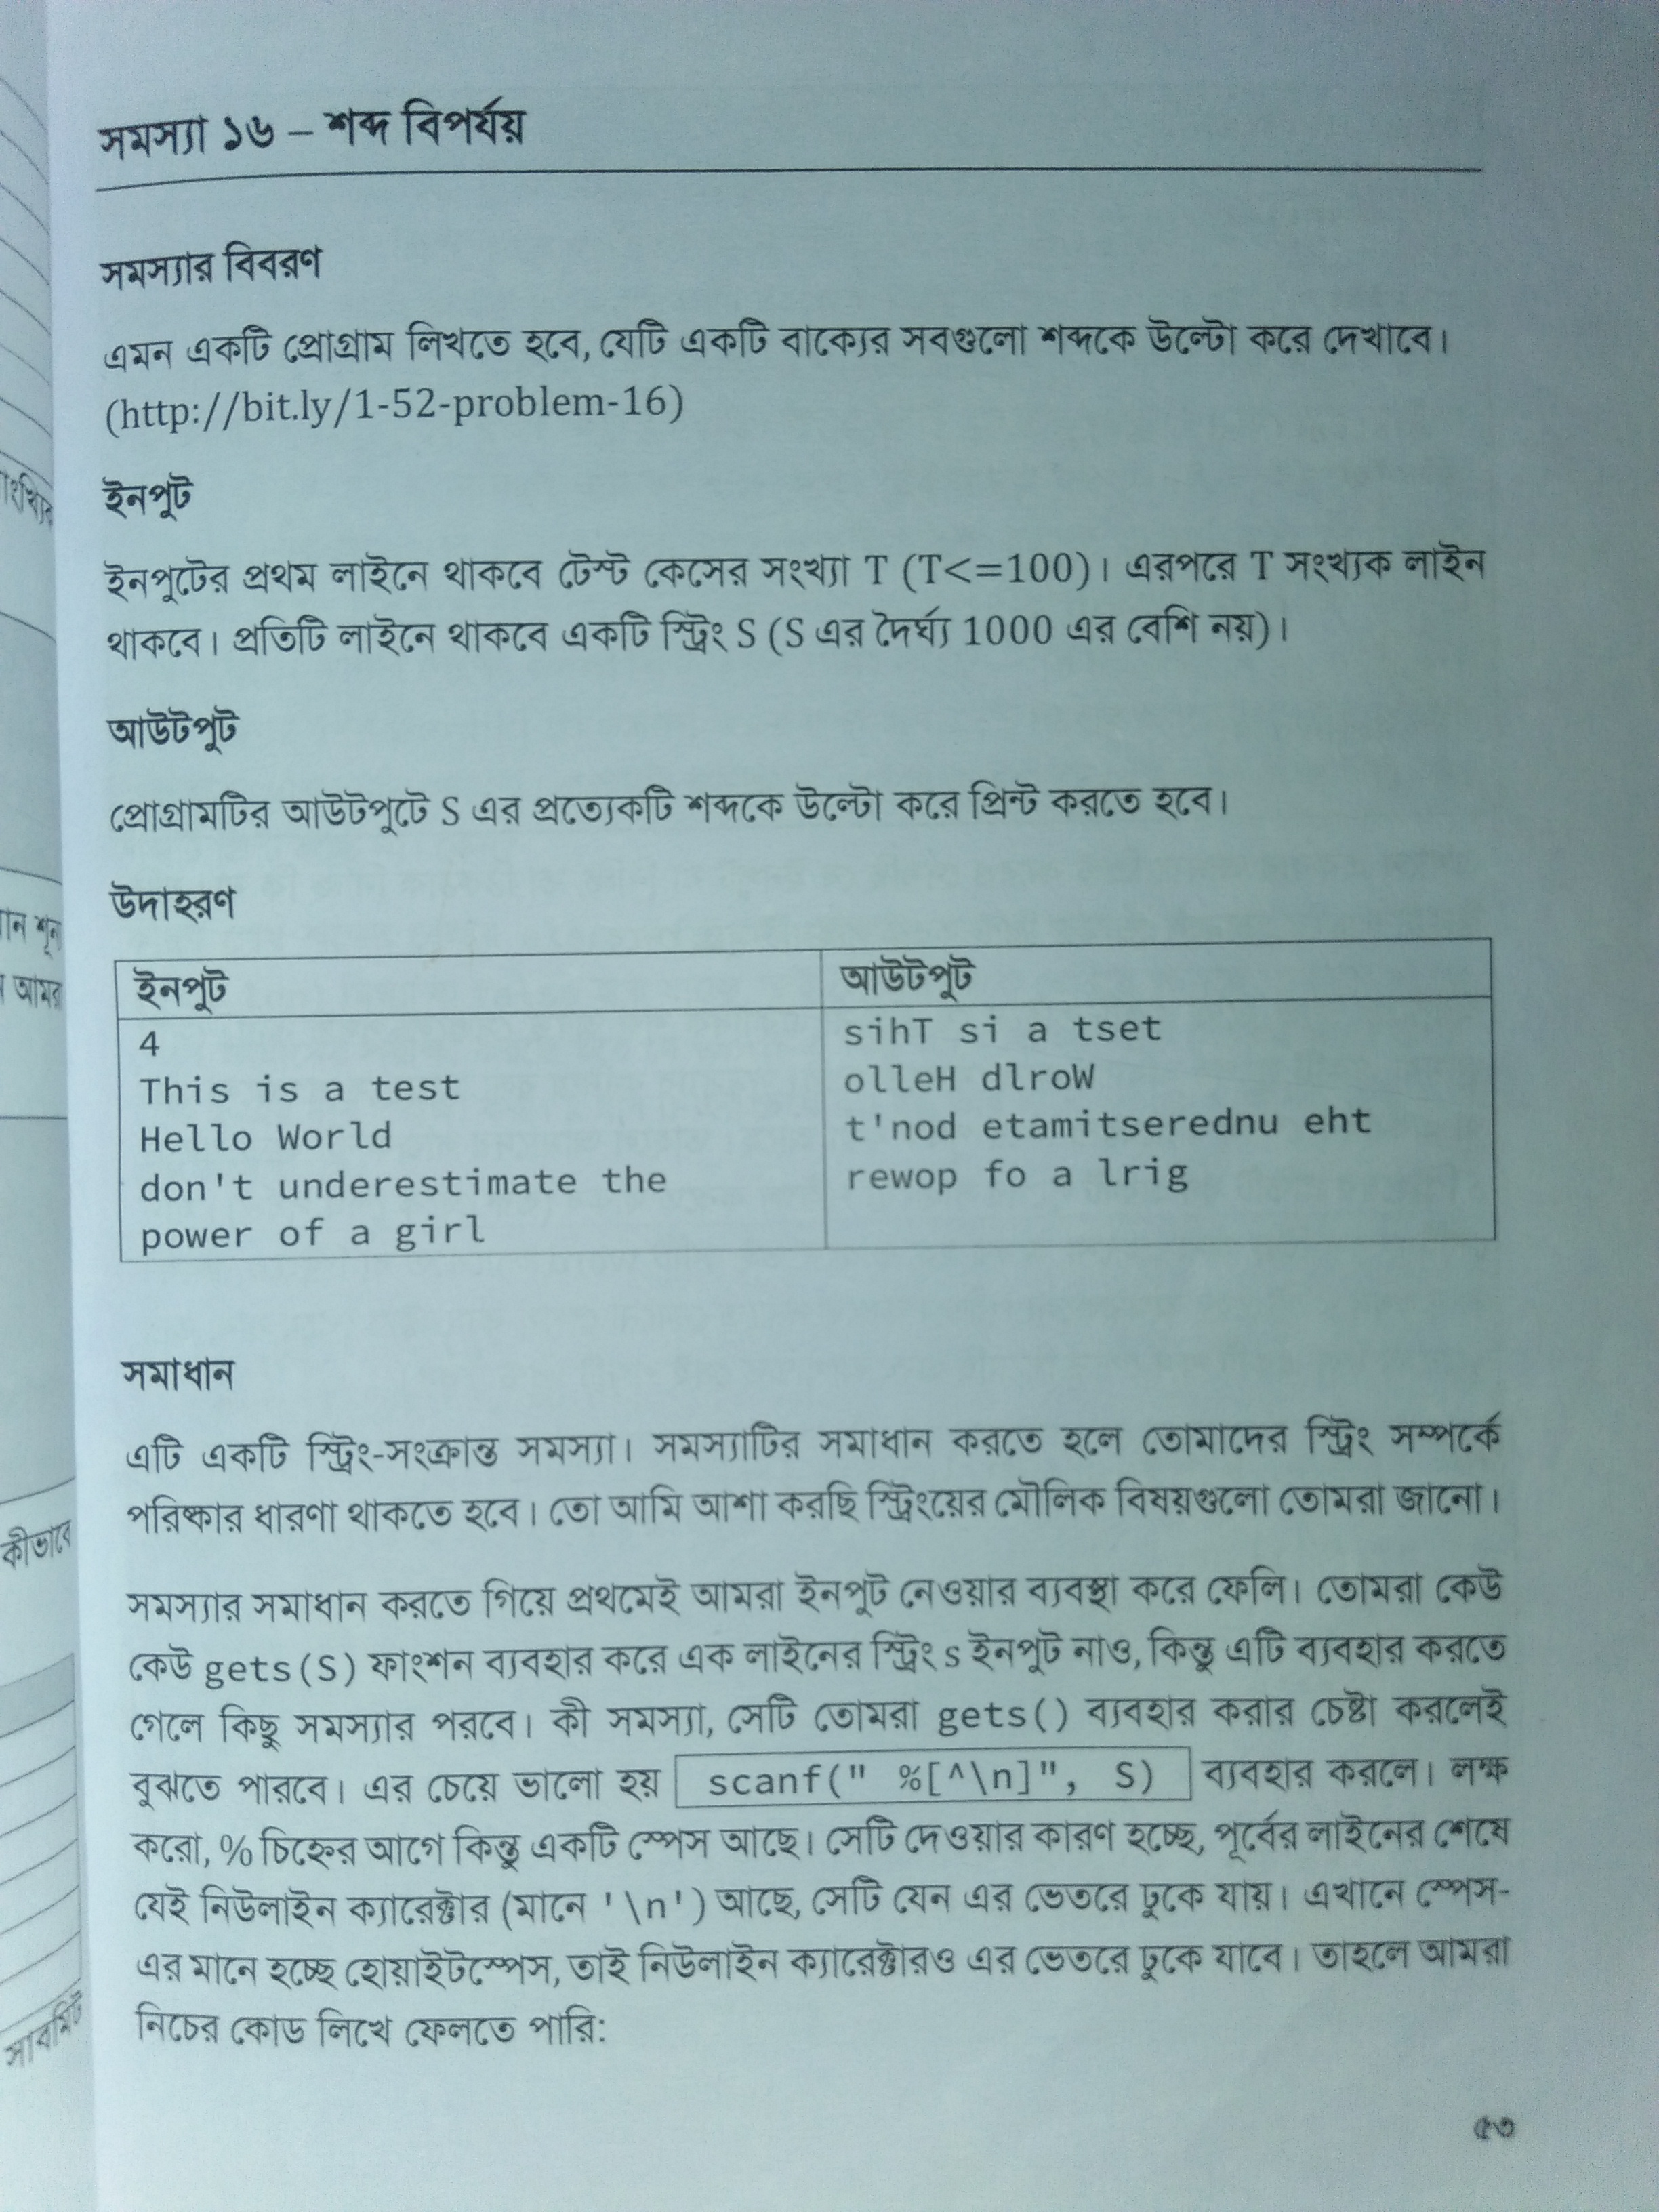 সমস্যা ১৬ – শব্দ বিপর্যয়
সমস্যার বিবরণ
এমন একটি প্রোগ্রাম লিখতে হবে, যেটি একটি বাক্যের সবগুলো শব্দকে উল্টো করে দেখাবে।
(http://bit.ly/1-52-problem-16)
ইনপুট
ইনপুটের প্রথম লাইনে থাকবে টেস্ট কেসের সংখ্যা T (T<=100)। এরপরে T সংখ্যক লাইন
থাকবে। প্রতিটি লাইনে থাকবে একটি স্ট্রিং S (S এর দৈর্ঘ্য 1000 এর বেশি নয়)।
আউটপুট
প্রোগ্রামটির আউটপুটে S এর প্রত্যেকটি শব্দকে উল্টো করে প্রিন্ট করতে হবে।
উদাহরণ
ইনপুট
4
This is a test
Hello World
don't underestimate the
power of a girl
আউটপুট
sihT si a tset
olleH dlroW
t'nod etamitserednu eht
rewop fo a lrig
সমাধান
এটি একটি স্ট্রিং-সংক্রান্ত সমস্যা। সমস্যাটির সমাধান করতে হলে তোমাদের স্ট্রিং সম্পর্কে
পরিষ্কার ধারণা থাকতে হবে। তো আমি আশা করছি স্ট্রিংয়ের মৌলিক বিষয়গুলো তোমরা জানো।
সমস্যার সমাধান করতে গিয়ে প্রথমেই আমরা ইনপুট নেওয়ার ব্যবস্থা করে ফেলি। তোমরা কেউ
কেউ gets(S) ফাংশন ব্যবহার করে এক লাইনের স্ট্রিং s ইনপুট নাও, কিন্তু এটি ব্যবহার করতে
গেলে কিছু সমস্যার পরবে। কী সমস্যা, সেটি তোমরা gets() ব্যবহার করার চেষ্টা করলেই
বুঝতে পারবে। এর চেয়ে ভালো হয় scanf(" %[^\n]", S) ব্যবহার করলে। লক্ষ
করো, % চিহ্নের আগে কিন্তু একটি স্পেস আছে। সেটি দেওয়ার কারণ হচ্ছে, পূর্বের লাইনের শেষে
যেই নিউলাইন ক্যারেক্টার (মানে '\n') আছে, সেটি যেন এর ভেতরে ঢুকে যায়। এখানে স্পেস-
এর মানে হচ্ছে হোয়াইটস্পেস, তাই নিউলাইন ক্যারেক্টারও এর ভেতরে ঢুকে যাবে। তাহলে আমরা
নিচের কোড লিখে ফেলতে পারি:
৫৩
কীভাবে